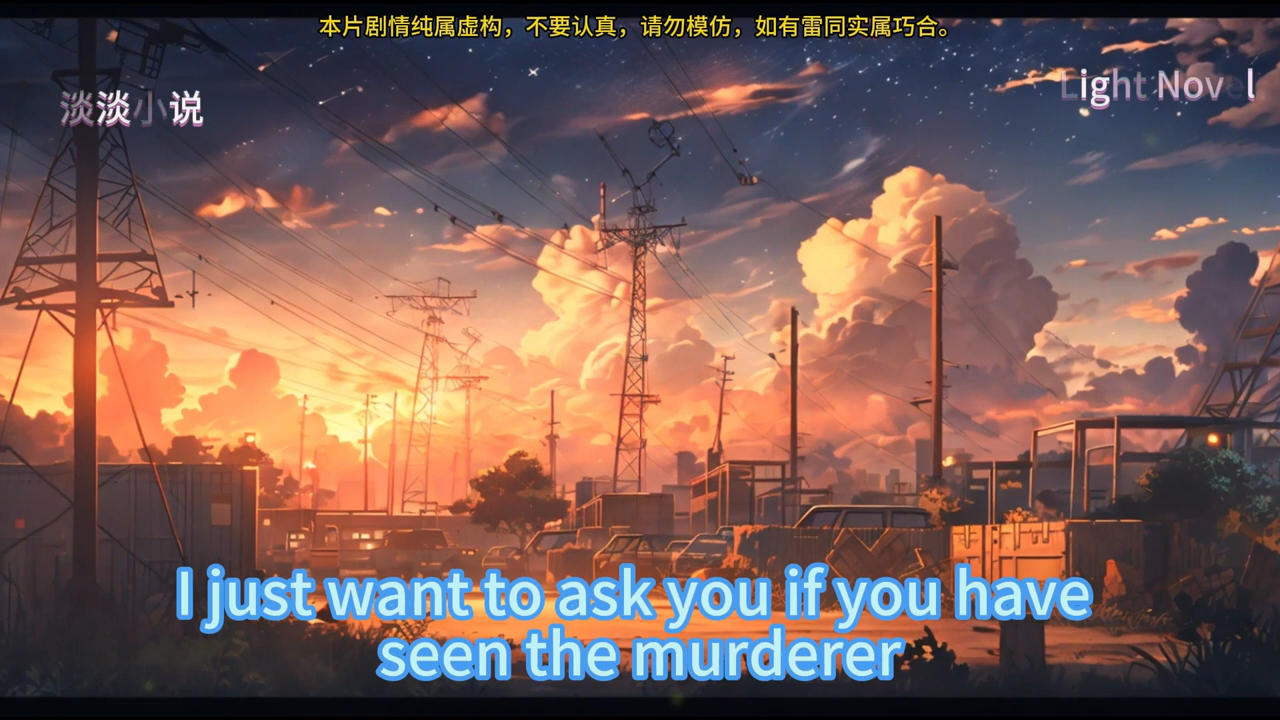 本片剧情纯属虚构，不要认真，请勿模仿，如有雷同实属巧合。
淡淡小说
Light Novel
I just want to ask you if you have
seen the murderer